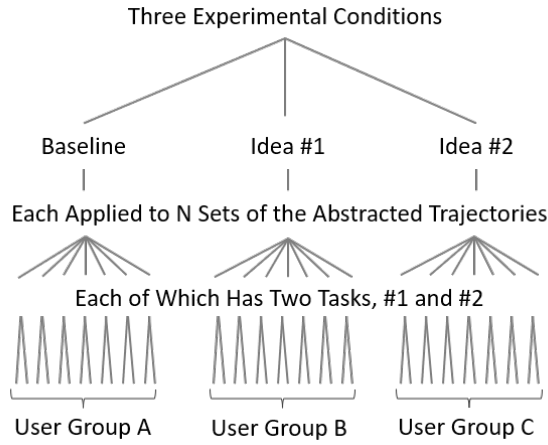 Three Experimental Conditions
Baseline Idea #1 Idea #2
Each Applied to N Sets of the Abstracted Trajectories
Each of Which Has Two Tasks, #1 and #2
User Group A User Group B User Group C